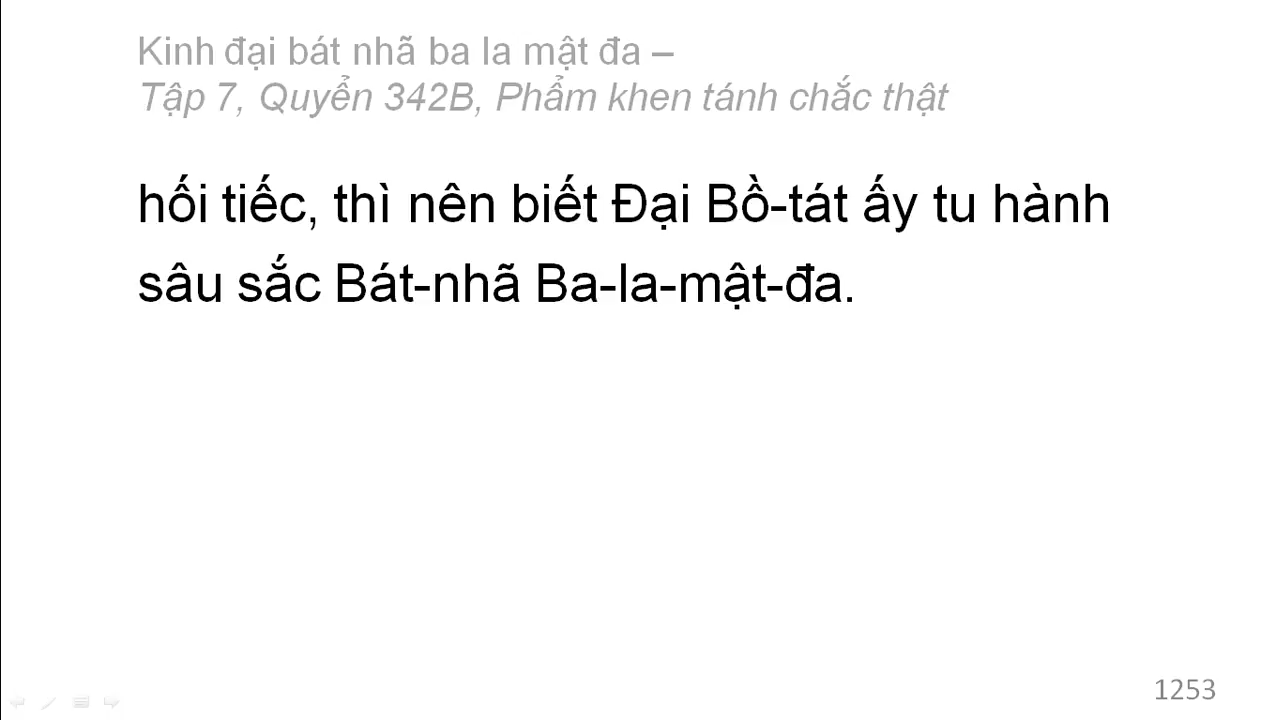 Kinh đại bát nhã ba la mật đa –
Tập 7, Quyển 342B, Phẩm khen tánh chắc thật
hối tiếc, thì nên biết Đại Bồ-tát ấy tu hành
sâu sắc Bát-nhã Ba-la-mật-đa.
1253